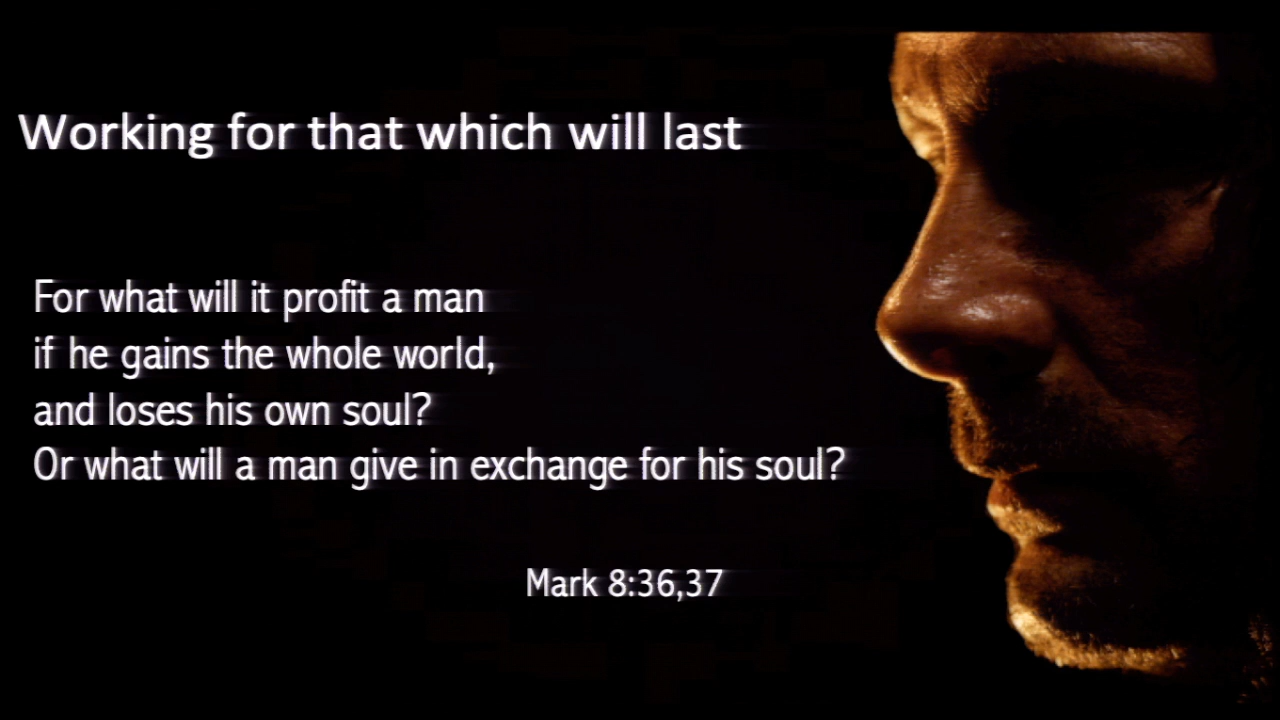 Working for that which will last
For what will it profit a man
if he gains the whole world,
and loses his own soul?
Or what will a man give in exchange for his soul?
Mark 8:36,37